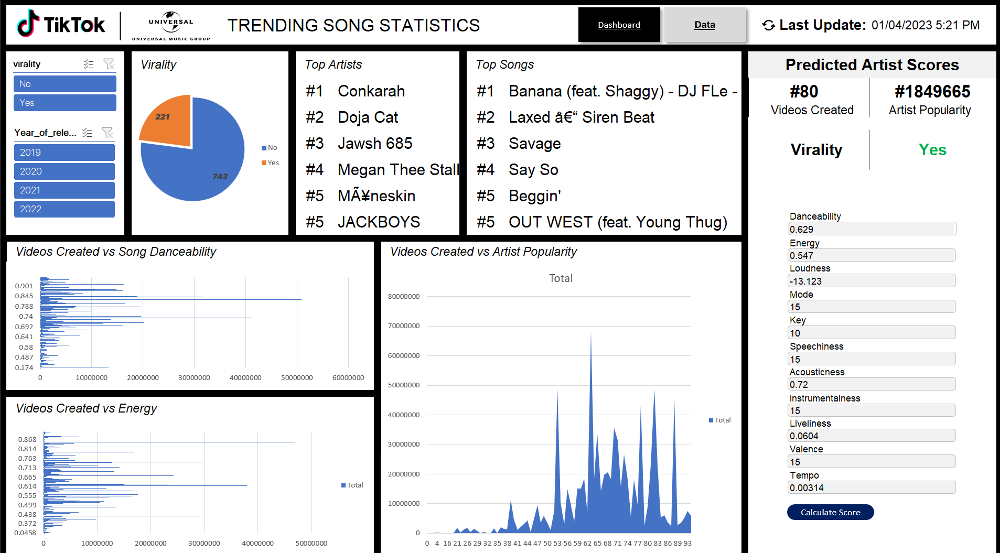 TikTok
UNIVERSAL
UNIVERSAL MUSIC GROUP
TRENDING SONG STATISTICS
Dashboard
Data
Last Update: 01/04/2023 5:21 PM
virality
No
Yes
Year_of_rele...
2019
2020
2021
2022
Virality
221
743
No
Yes
Top Artists
#1 Conkarah
#2 Doja Cat
#3 Jawsh 685
#4 Megan Thee Stall
#5 MÃ¥neskin
#5 JACKBOYS
Top Songs
#1 Banana (feat. Shaggy) - DJ FLe -
#2 Laxed â€“ Siren Beat
#3 Savage
#4 Say So
#5 Beggin'
#5 OUT WEST (feat. Young Thug)
Predicted Artist Scores
#80
Videos Created
#1849665
Artist Popularity
Virality
Yes
Danceability
0.629
Energy
0.547
Loudness
-13.123
Mode
15
Key
10
Speechiness
15
Acousticness
0.72
Instrumentalness
15
Liveliness
0.0604
Valence
15
Tempo
0.00314
Calculate Score
Videos Created vs Song Danceability
0.901
0.845
0.788
0.74
0.692
0.641
0.58
0.487
0.174
0 10000000 20000000 30000000 40000000 50000000 60000000
Videos Created vs Energy
0.868
0.814
0.763
0.713
0.665
0.614
0.555
0.499
0.438
0.372
0.0458
0 10000000 20000000 30000000 40000000 50000000
Total
Videos Created vs Artist Popularity
Total
80000000
70000000
60000000
50000000
40000000
30000000
20000000
10000000
0
0 4 16 21 26 29 32 35 38 41 44 47 50 53 56 59 62 65 68 71 74 77 80 83 86 89 93
Total